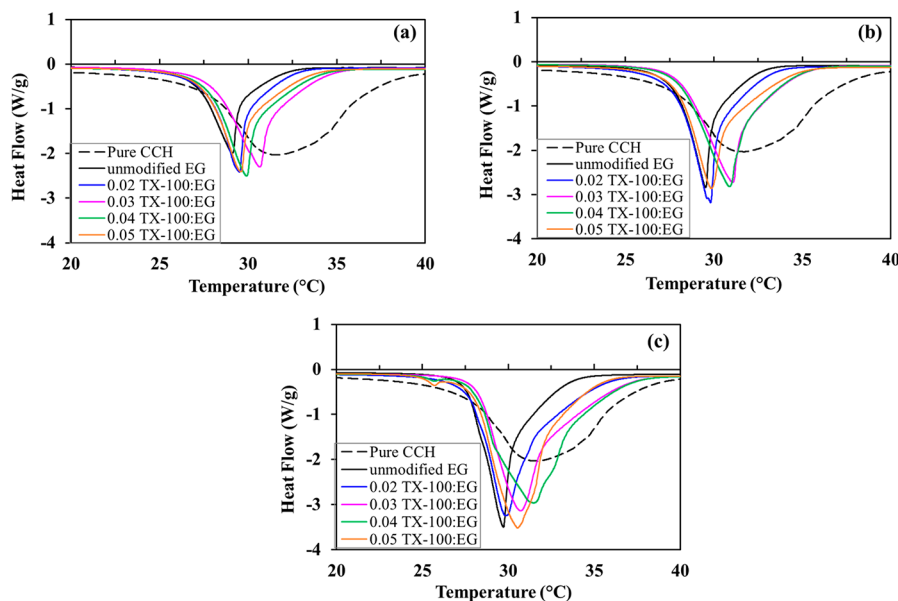 (a)
Heat Flow (W/g)
1
0
-1
-2
-3
-4
Pure CCH
unmodified EG
0.02 TX-100:EG
0.03 TX-100:EG
0.04 TX-100:EG
0.05 TX-100:EG
20 25 30 35 40
Temperature (°C)
(b)
Heat Flow (W/g)
1
0
-1
-2
-3
-4
Pure CCH
unmodified EG
0.02 TX-100:EG
0.03 TX-100:EG
0.04 TX-100:EG
0.05 TX-100:EG
20 25 30 35 40
Temperature (°C)
(c)
Heat Flow (W/g)
1
0
-1
-2
-3
-4
Pure CCH
unmodified EG
0.02 TX-100:EG
0.03 TX-100:EG
0.04 TX-100:EG
0.05 TX-100:EG
20 25 30 35 40
Temperature (°C)